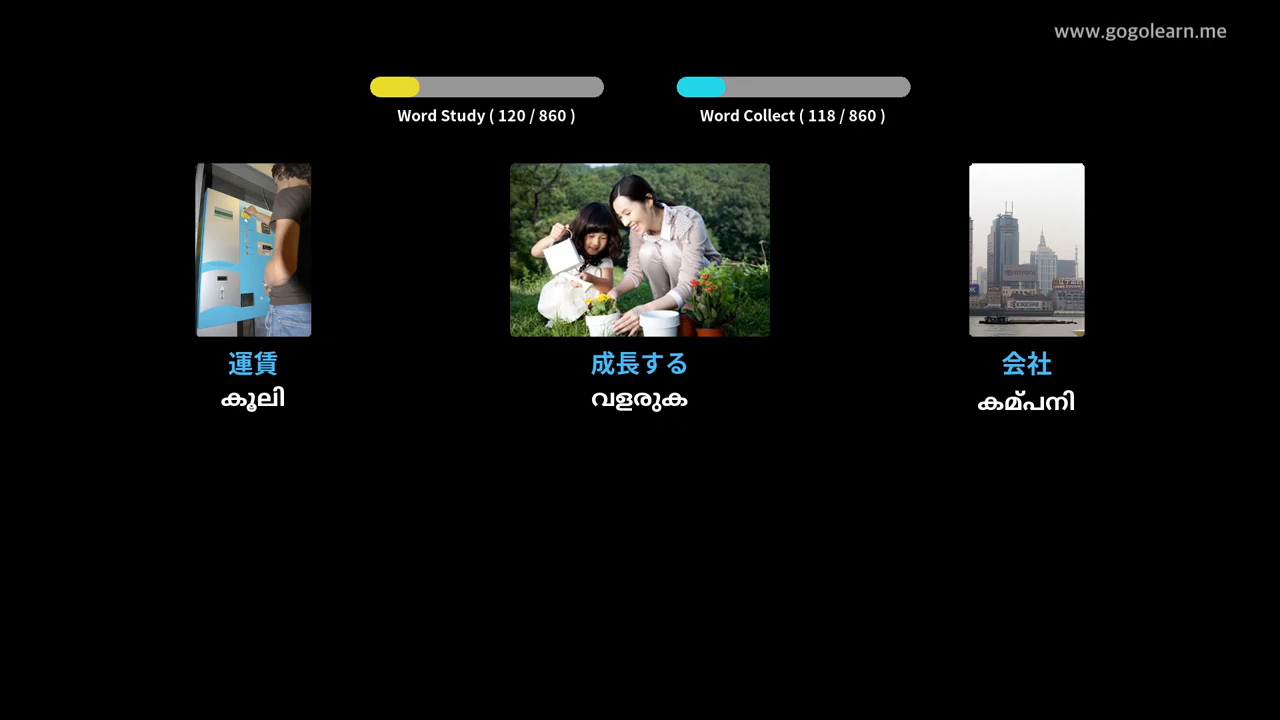 www.gogolearn.me
Word Study ( 120 / 860 )
Word Collect ( 118 / 860 )
TOYOTA
運賃
成長する
会社
കൂലി
വളരുക
കമ്പനി